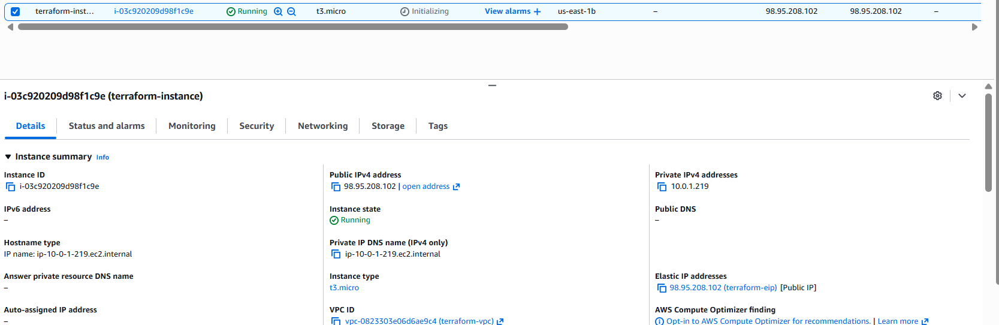 terraform-inst... i-03c920209d98f1c9e Running t3.micro Initializing View alarms + us-east-1b – 98.95.208.102 98.95.208.102 –
i-03c920209d98f1c9e (terraform-instance)
Details Status and alarms Monitoring Security Networking Storage Tags
Instance summary Info
Instance ID
i-03c920209d98f1c9e
Public IPv4 address
98.95.208.102 | open address
Private IPv4 addresses
10.0.1.219
IPv6 address
–
Instance state
Running
Public DNS
–
Hostname type
IP name: ip-10-0-1-219.ec2.internal
Private IP DNS name (IPv4 only)
ip-10-0-1-219.ec2.internal
Answer private resource DNS name
–
Instance type
t3.micro
Elastic IP addresses
98.95.208.102 (terraform-eip) [Public IP]
Auto-assigned IP address
–
VPC ID
vpc-0823303e06d6ae9c4 (terraform-vpc)
AWS Compute Optimizer finding
Opt-in to AWS Compute Optimizer for recommendations. | Learn more